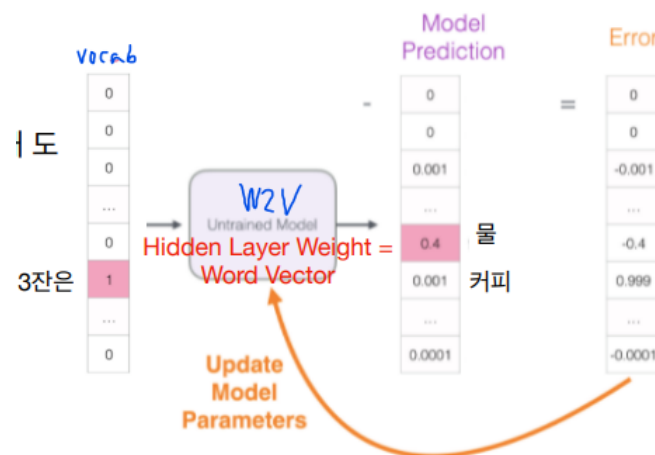 vocab
Model
Prediction
Error
-
=
0
0
0
...
0
1
...
0
ㅓ도
3잔은
W2V
Untrained Model
Hidden Layer Weight =
Word Vector
0
0
0.001
...
0.4
0.001
...
0.0001
물
커피
0
0
-0.001
...
-0.4
0.999
...
-0.0001
Update
Model
Parameters